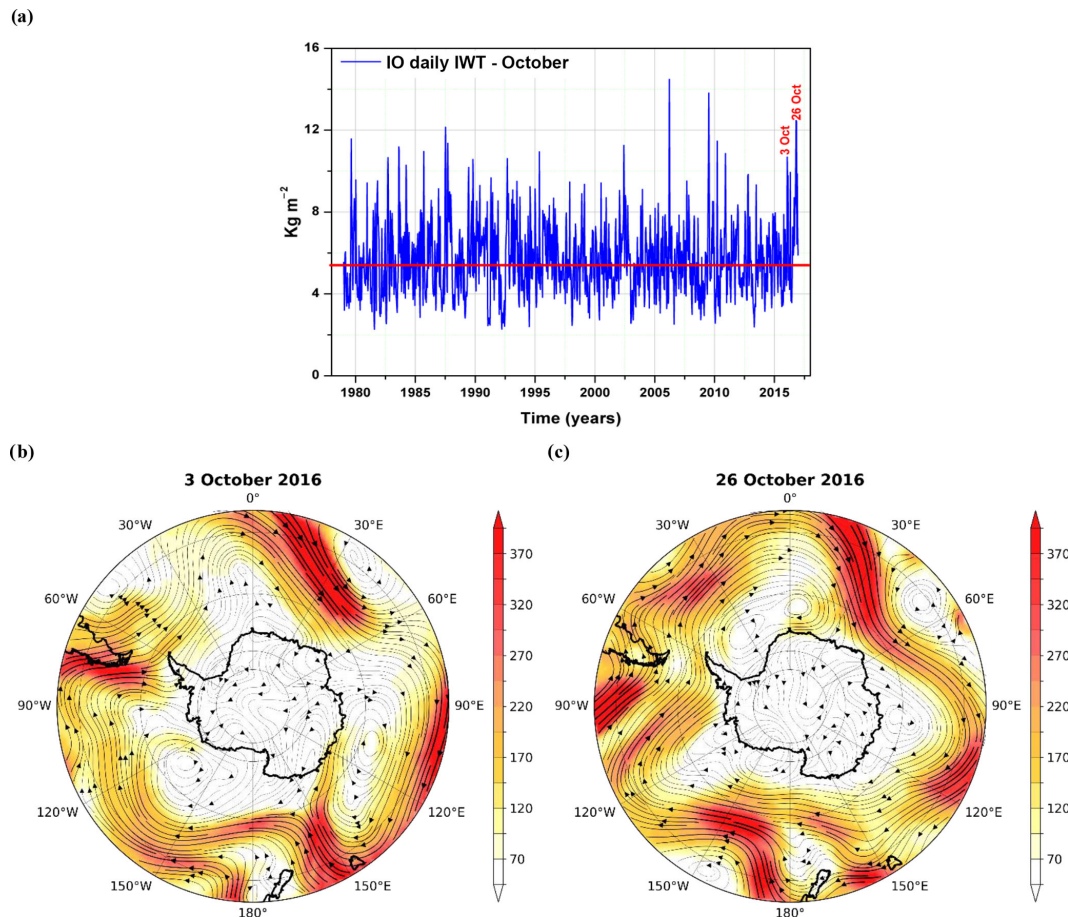 (a)
16
IO daily IWT - October
26 Oct
3 Oct
12
Kg m⁻²
8
4
0
1980 1985 1990 1995 2000 2005 2010 2015
Time (years)
(b) (c)
3 October 2016 26 October 2016
0° 0°
30°W 30°E 30°W 30°E
370 370
60°W 60°E 60°W 60°E
320 320
270 270
90°W 90°E 90°W 90°E
220 220
170 170
120°W 120°E 120°W 120°E
120 120
70 70
150°W 150°E 150°W 150°E
180° 180°